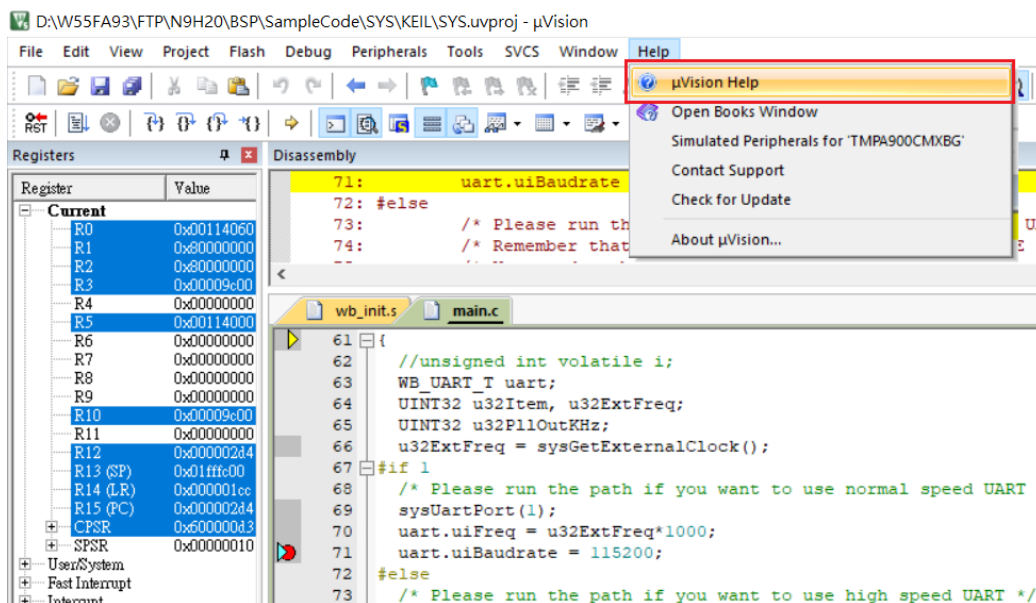 D:\W55FA93\FTP\N9H20\BSP\SampleCode\SYS\KEIL\SYS.uvproj - µVision
File Edit View Project Flash Debug Peripherals Tools SVCS Window Help
µVision Help
Open Books Window
Simulated Peripherals for 'TMPA900CMXBG'
Contact Support
Check for Update
About µVision...
RST
Registers
Register Value
Current
R0 0x00114060
R1 0x80000000
R2 0x80000000
R3 0x00009c00
R4 0x00000000
R5 0x00114000
R6 0x00000000
R7 0x00000000
R8 0x00000000
R9 0x00000000
R10 0x00009c00
R11 0x00000000
R12 0x000002d4
R13 (SP) 0x01fffc00
R14 (LR) 0x000001cc
R15 (PC) 0x000002d4
CPSR 0x600000d3
SPSR 0x00000010
User/System
Fast Interrupt
Interrupt
Disassembly
71: uart.uiBaudrate
72: #else
73: /* Please run th
74: /* Remember that
wb_init.s main.c
61 {
62 //unsigned int volatile i;
63 WB_UART_T uart;
64 UINT32 u32Item, u32ExtFreq;
65 UINT32 u32PllOutKHz;
66 u32ExtFreq = sysGetExternalClock();
67 #if 1
68 /* Please run the path if you want to use normal speed UART
69 sysUartPort(1);
70 uart.uiFreq = u32ExtFreq*1000;
71 uart.uiBaudrate = 115200;
72 #else
73 /* Please run the path if you want to use high speed UART */